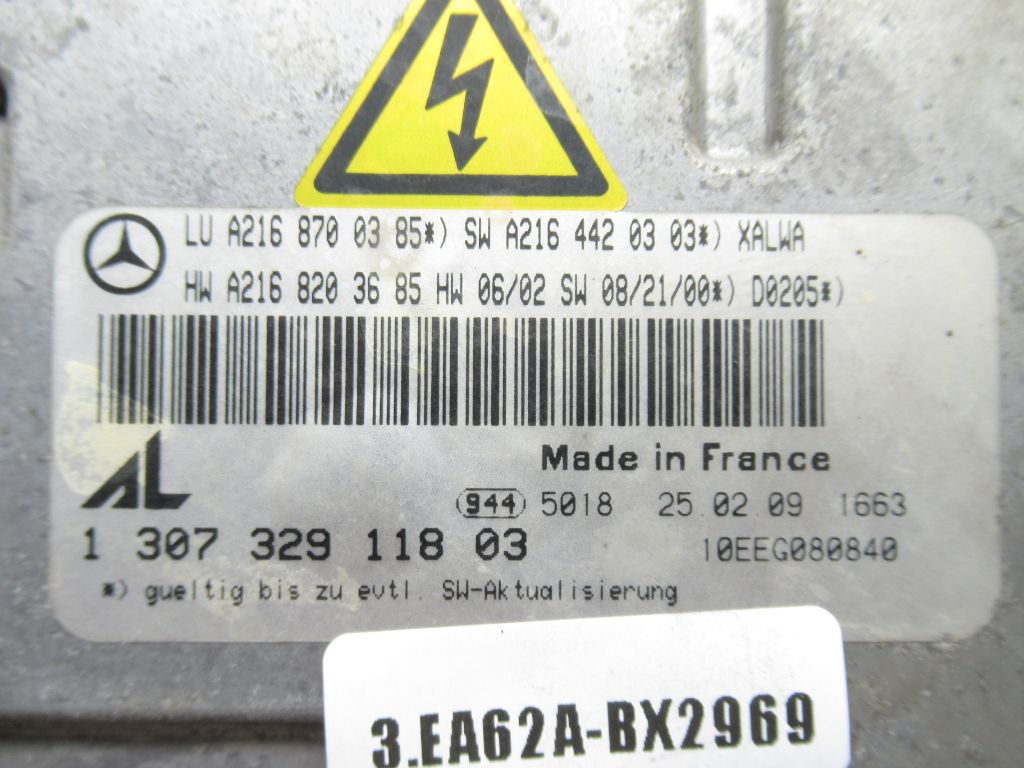 LU A216 870 03 85*) SW A216 442 03 03*) XALWA
HW A216 820 36 85 HW 06/02 SW 08/21/00*) D0205*)
Made in France
AL
944 5018 25.02.09 1663
1 307 329 118 03 10EEG080840
*) gueltig bis zu evtl. SW-Aktualisierung
3.EA62A-BX2969